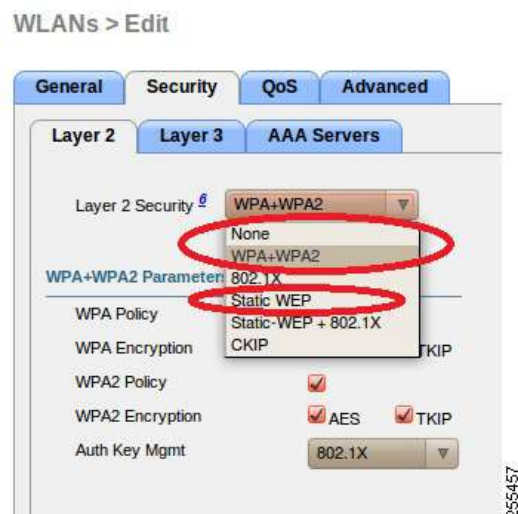 WLANs > Edit
General Security QoS Advanced
Layer 2 Layer 3 AAA Servers
Layer 2 Security 6 WPA+WPA2
None
WPA+WPA2
802.1X
Static WEP
Static-WEP + 802.1X
CKIP
WPA+WPA2 Parameters
WPA Policy
WPA Encryption TKIP
WPA2 Policy
WPA2 Encryption AES TKIP
Auth Key Mgmt 802.1X
255457